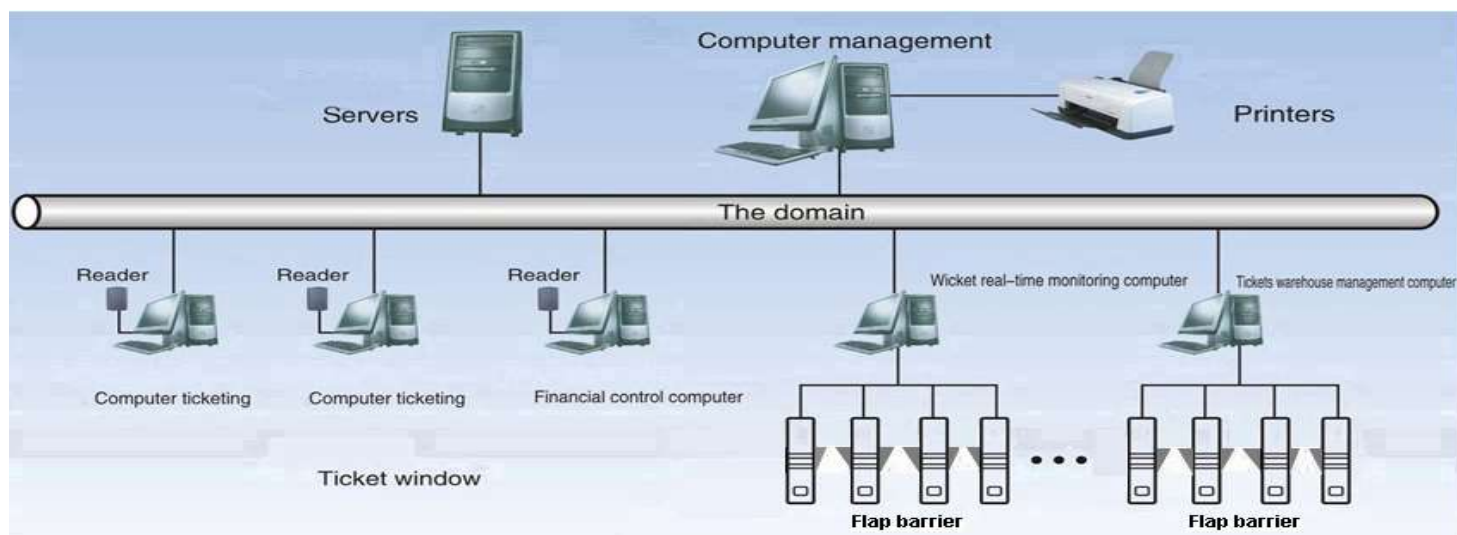 Computer management
Servers
Printers
The domain
Reader
Reader
Reader
Wicket real-time monitoring computer
Tickets warehouse management computer
Computer ticketing
Computer ticketing
Financial control computer
Ticket window
Flap barrier
Flap barrier